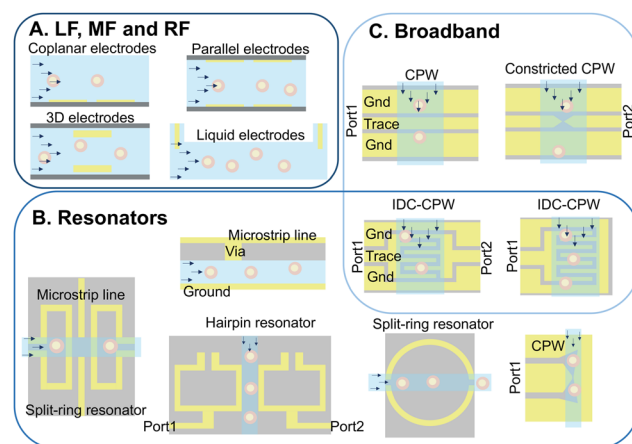 A. LF, MF and RF
Coplanar electrodes
Parallel electrodes
3D electrodes
Liquid electrodes
C. Broadband
CPW
Constricted CPW
Port1
Gnd
Trace
Gnd
Port2
IDC-CPW
IDC-CPW
Port1
Gnd
Trace
Gnd
Port2
Port1
B. Resonators
Microstrip line
Via
Ground
Microstrip line
Split-ring resonator
Hairpin resonator
Port1
Port2
Split-ring resonator
CPW
Port1